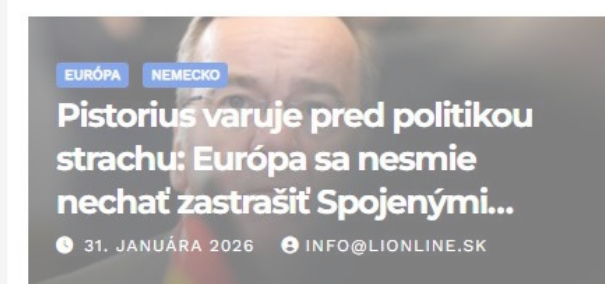 EURÓPA NEMECKO
Pistorius varuje pred politikou
strachu: Európa sa nesmie
nechať zastrašiť Spojenými...
31. JANUÁRA 2026 INFO@LIONLINE.SK